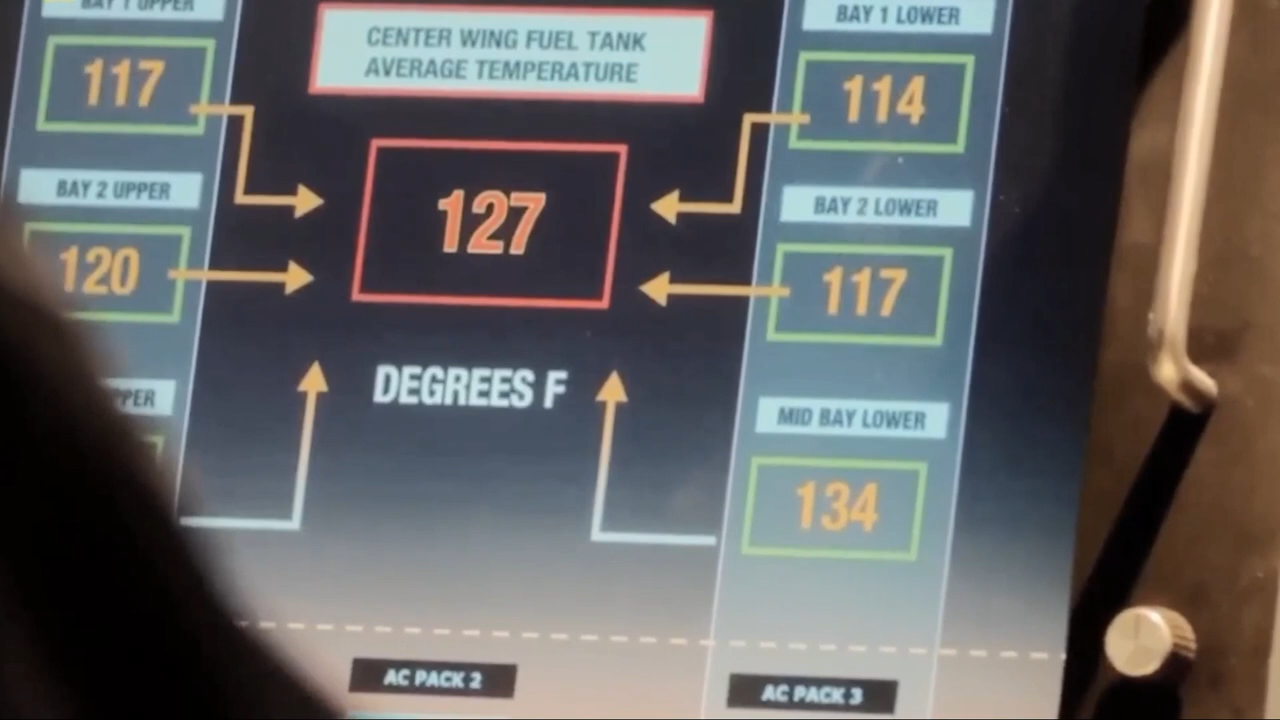 BAY 1 UPPER
117
BAY 2 UPPER
120
CENTER WING FUEL TANK
AVERAGE TEMPERATURE
127
DEGREES F
BAY 1 LOWER
114
BAY 2 LOWER
117
MID BAY LOWER
134
AC PACK 2
AC PACK 3